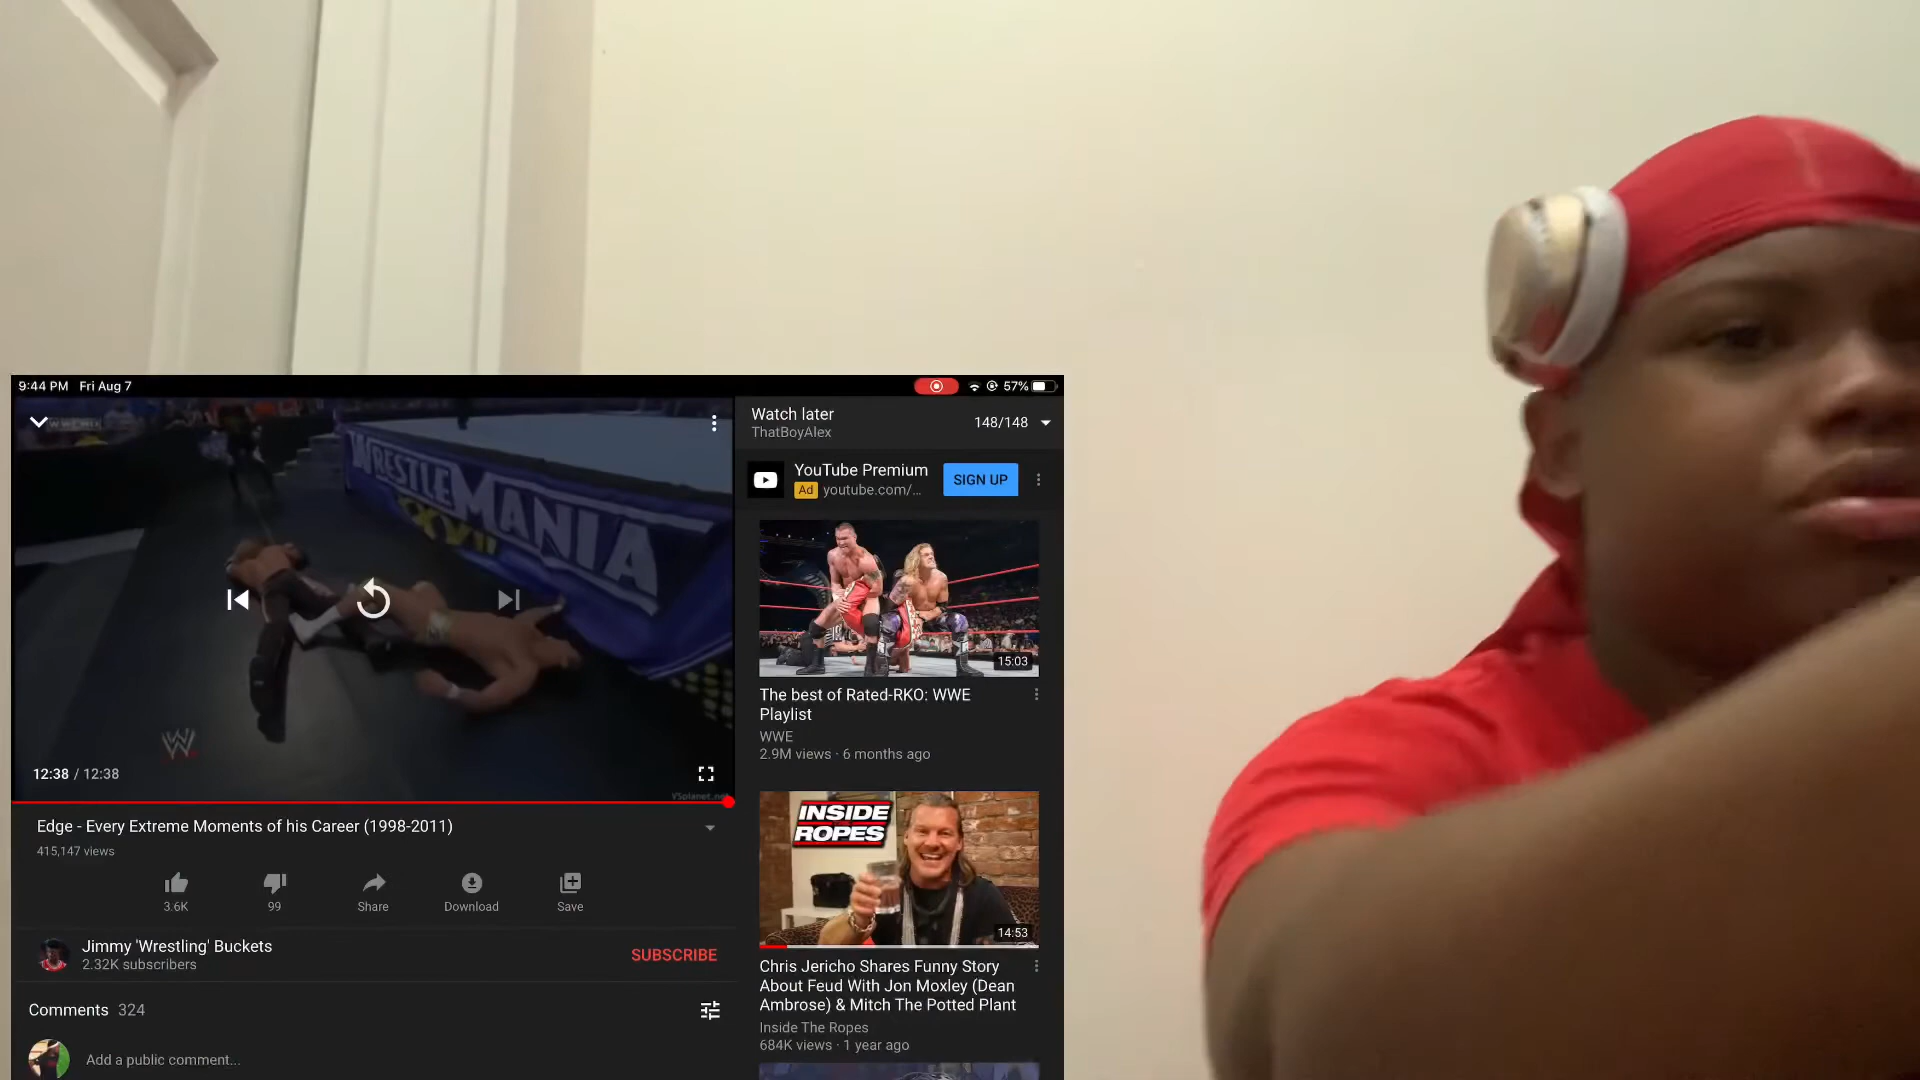 9:44 PM Fri Aug 7
57%
WRESTLEMANIA
XXVII
12:38 / 12:38
VSplanet.net
Edge - Every Extreme Moments of his Career (1998-2011)
415,147 views
3.6K
99
Share
Download
Save
Jimmy 'Wrestling' Buckets
2.32K subscribers
SUBSCRIBE
Comments 324
Add a public comment...
Watch later
ThatBoyAlex
148/148
YouTube Premium
Ad youtube.com/...
SIGN UP
15:03
The best of Rated-RKO: WWE
Playlist
WWE
2.9M views · 6 months ago
INSIDE
THE
ROPES
14:53
Chris Jericho Shares Funny Story
About Feud With Jon Moxley (Dean
Ambrose) & Mitch The Potted Plant
Inside The Ropes
684K views · 1 year ago